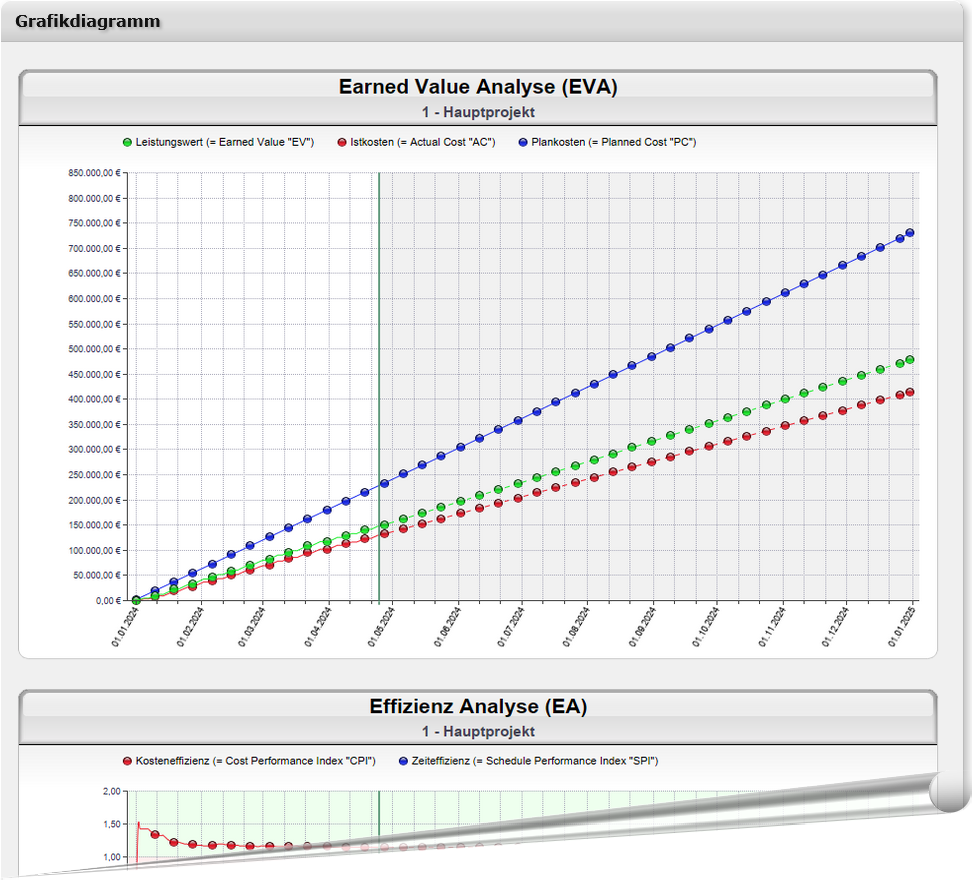 Grafikdiagramm
Earned Value Analyse (EVA)
1 - Hauptprojekt
Leistungswert (= Earned Value "EV") Istkosten (= Actual Cost "AC") Plankosten (= Planned Cost "PC")
850.000,00 €
800.000,00 €
750.000,00 €
700.000,00 €
650.000,00 €
600.000,00 €
550.000,00 €
500.000,00 €
450.000,00 €
400.000,00 €
350.000,00 €
300.000,00 €
250.000,00 €
200.000,00 €
150.000,00 €
100.000,00 €
50.000,00 €
0,00 €
01.01.2024 01.02.2024 01.03.2024 01.04.2024 01.05.2024 01.06.2024 01.07.2024 01.08.2024 01.09.2024 01.10.2024 01.11.2024 01.12.2024 01.01.2025
Effizienz Analyse (EA)
1 - Hauptprojekt
Kosteneffizienz (= Cost Performance Index "CPI") Zeiteffizienz (= Schedule Performance Index "SPI")
2,00
1,50
1,00